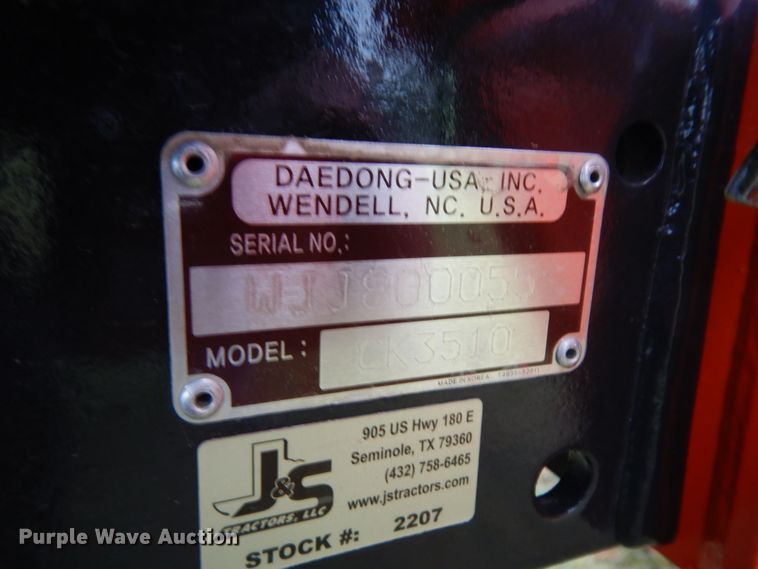 DAEDONG-USA, INC.
WENDELL, NC. U.S.A.
SERIAL NO.:
MODEL: CK3510
MADE IN KOREA
905 US Hwy 180 E
Seminole, TX 79360
(432) 758-6465
www.jstractors.com
J&S
TRACTORS, LLC
STOCK #: 2207
Purple Wave Auction